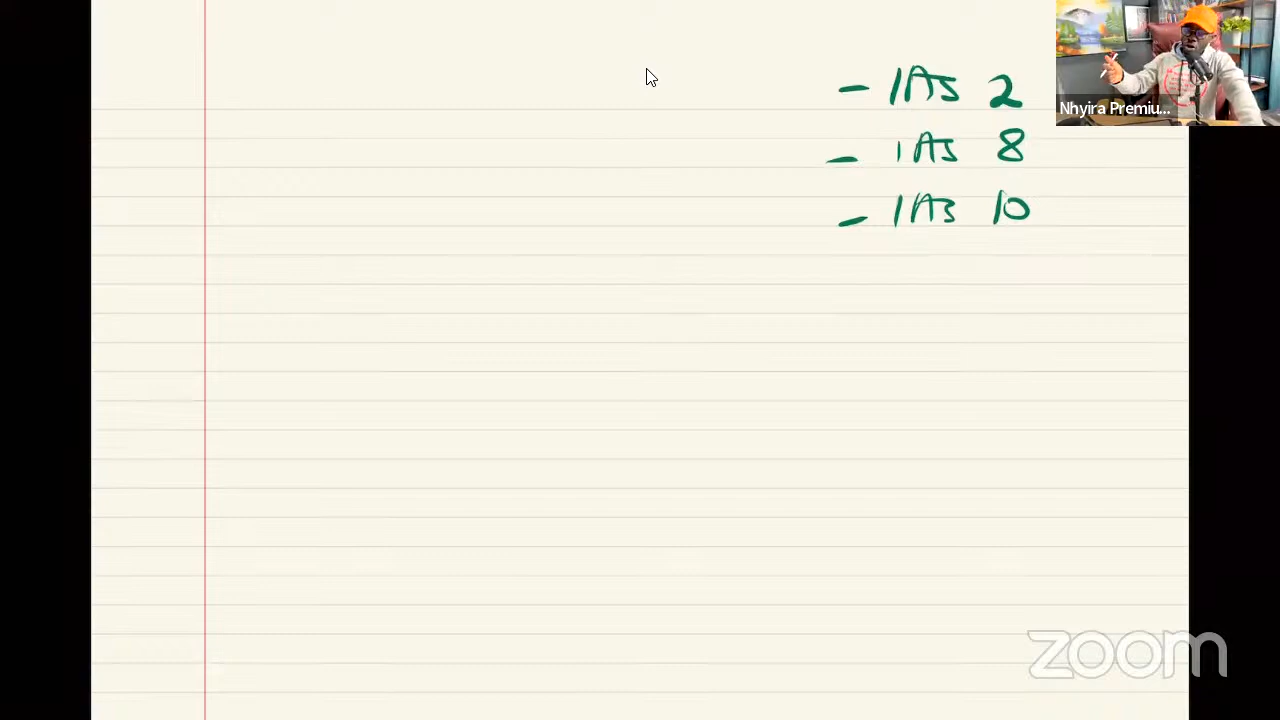 - IAS 2
Nhyira Premiu...
- IAS 8
- IAS 10
zoom